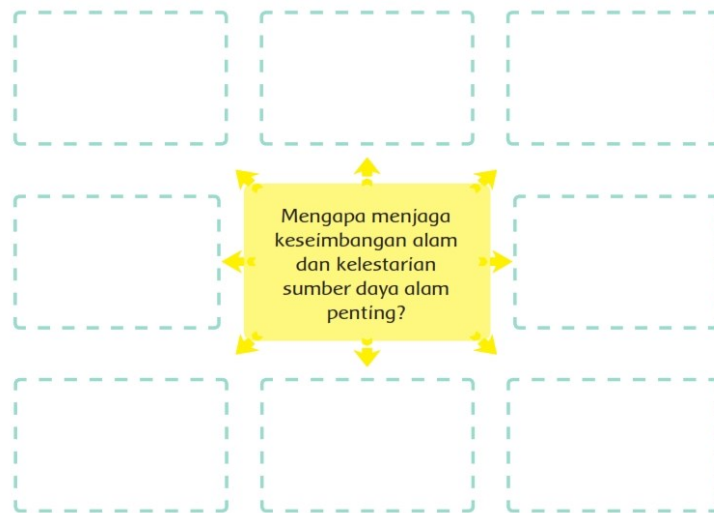 Mengapa menjaga
keseimbangan alam
dan kelestarian
sumber daya alam
penting?